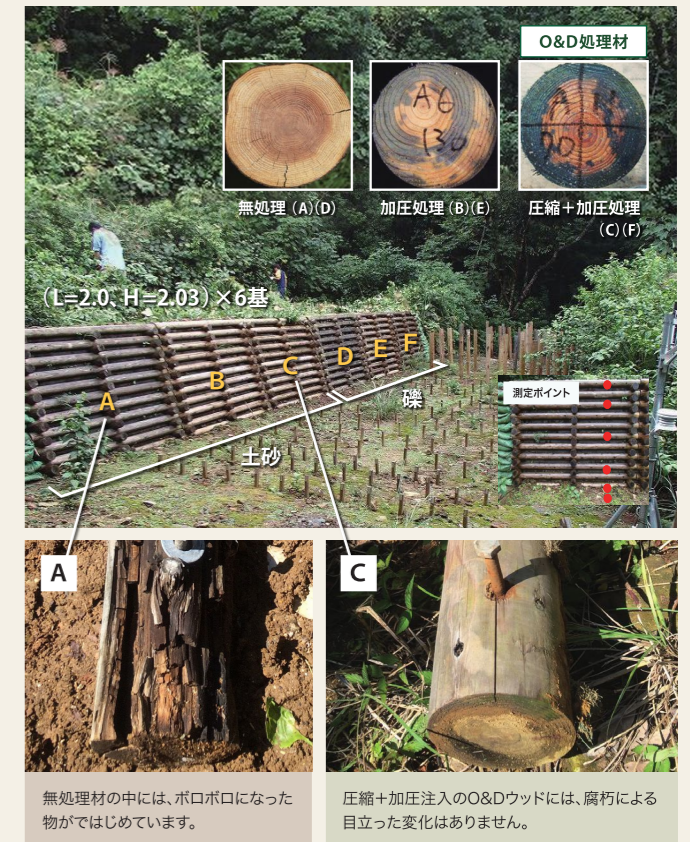 O&D処理材
A6
130
無処理（A）（D）
加圧処理（B）（E）
圧縮＋加圧処理
（C）（F）
（L=2.0、H=2.03）×6基
A
B
C
D
E
F
礫
土砂
測定ポイント
A
C
無処理材の中には、ボロボロになった
物がではじめています。
圧縮＋加圧注入のO&Dウッドには、腐朽による
目立った変化はありません。